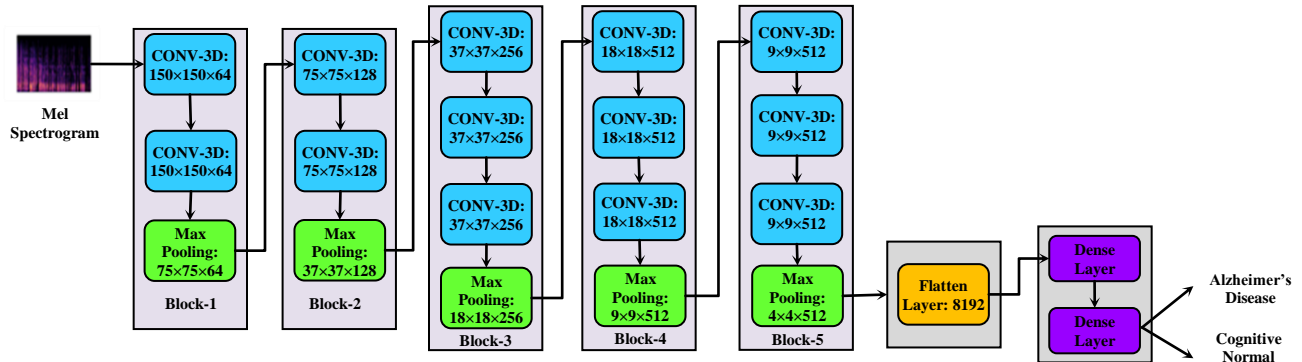 Mel
Spectrogram
CONV-3D:
150×150×64
CONV-3D:
150×150×64
Max
Pooling:
75×75×64
Block-1
CONV-3D:
75×75×128
CONV-3D:
75×75×128
Max
Pooling:
37×37×128
Block-2
CONV-3D:
37×37×256
CONV-3D:
37×37×256
CONV-3D:
37×37×256
Max
Pooling:
18×18×256
Block-3
CONV-3D:
18×18×512
CONV-3D:
18×18×512
CONV-3D:
18×18×512
Max
Pooling:
9×9×512
Block-4
CONV-3D:
9×9×512
CONV-3D:
9×9×512
CONV-3D:
9×9×512
Max
Pooling:
4×4×512
Block-5
Flatten
Layer: 8192
Dense
Layer
Dense
Layer
Alzheimer's
Disease
Cognitive
Normal